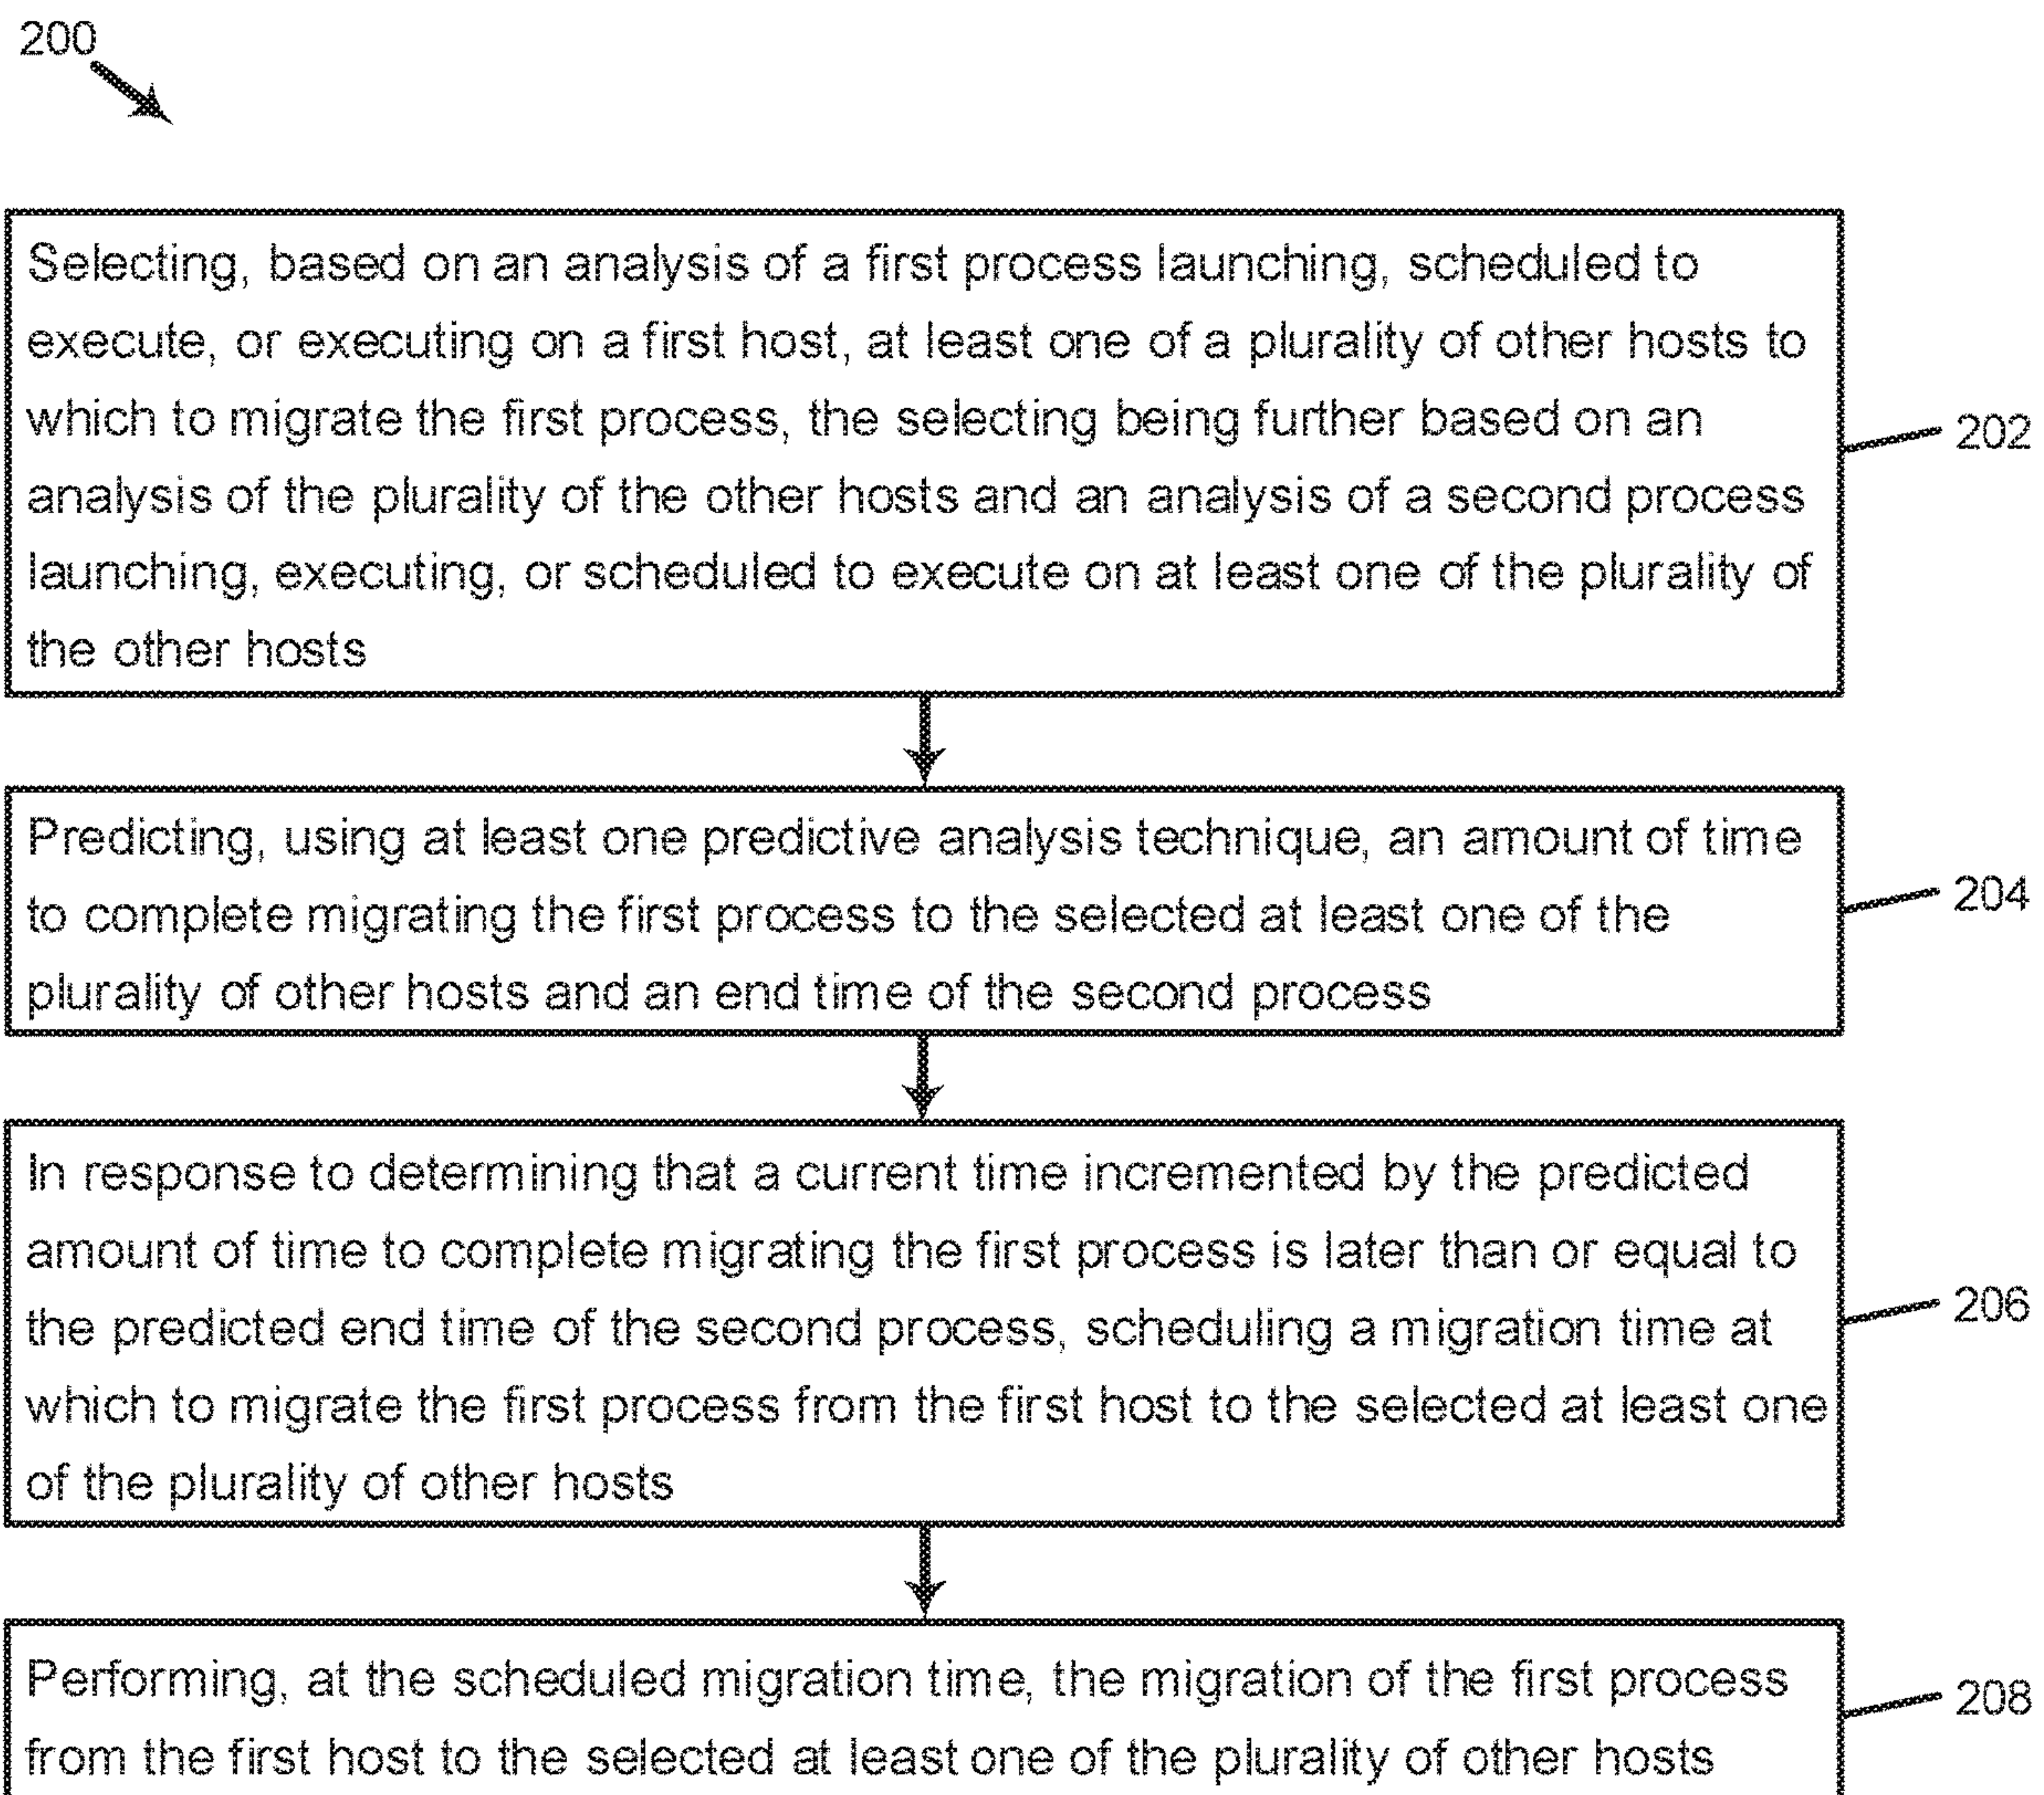 200
Selecting, based on an analysis of a first process launching, scheduled to
execute, or executing on a first host, at least one of a plurality of other hosts to
which to migrate the first process, the selecting being further based on an
analysis of the plurality of the other hosts and an analysis of a second process
launching, executing, or scheduled to execute on at least one of the plurality of
the other hosts
202
Predicting, using at least one predictive analysis technique, an amount of time
to complete migrating the first process to the selected at least one of the
plurality of other hosts and an end time of the second process
204
In response to determining that a current time incremented by the predicted
amount of time to complete migrating the first process is later than or equal to
the predicted end time of the second process, scheduling a migration time at
which to migrate the first process from the first host to the selected at least one
of the plurality of other hosts
206
Performing, at the scheduled migration time, the migration of the first process
from the first host to the selected at least one of the plurality of other hosts
208